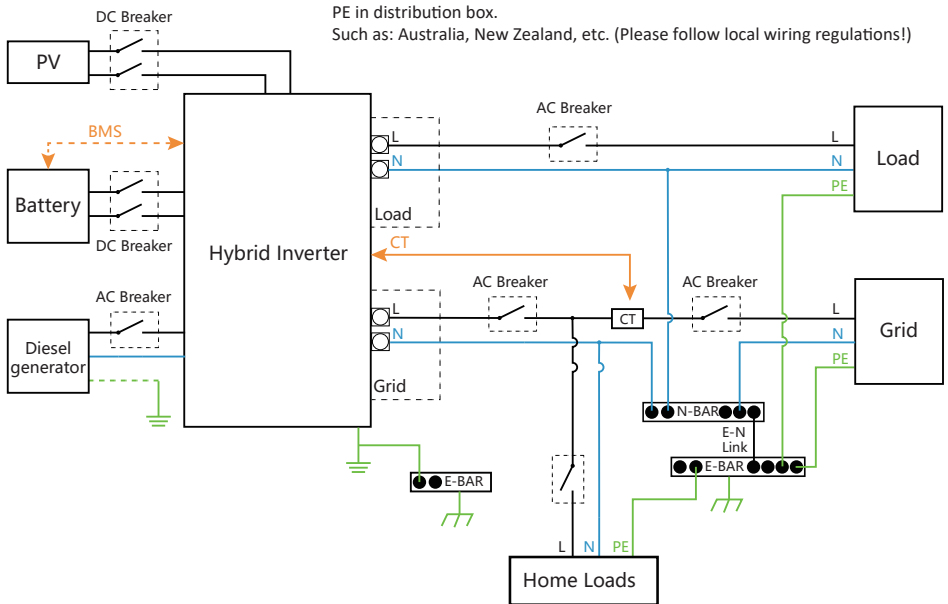 PE in distribution box.
Such as: Australia, New Zealand, etc. (Please follow local wiring regulations!)
DC Breaker
PV
BMS
Battery
DC Breaker
AC Breaker
Diesel
generator
Hybrid Inverter
L
N
Load
CT
L
N
Grid
AC Breaker
L
N
PE
Load
AC Breaker
CT
AC Breaker
L
N
PE
Grid
N-BAR
E-N
Link
E-BAR
E-BAR
L
N
PE
Home Loads